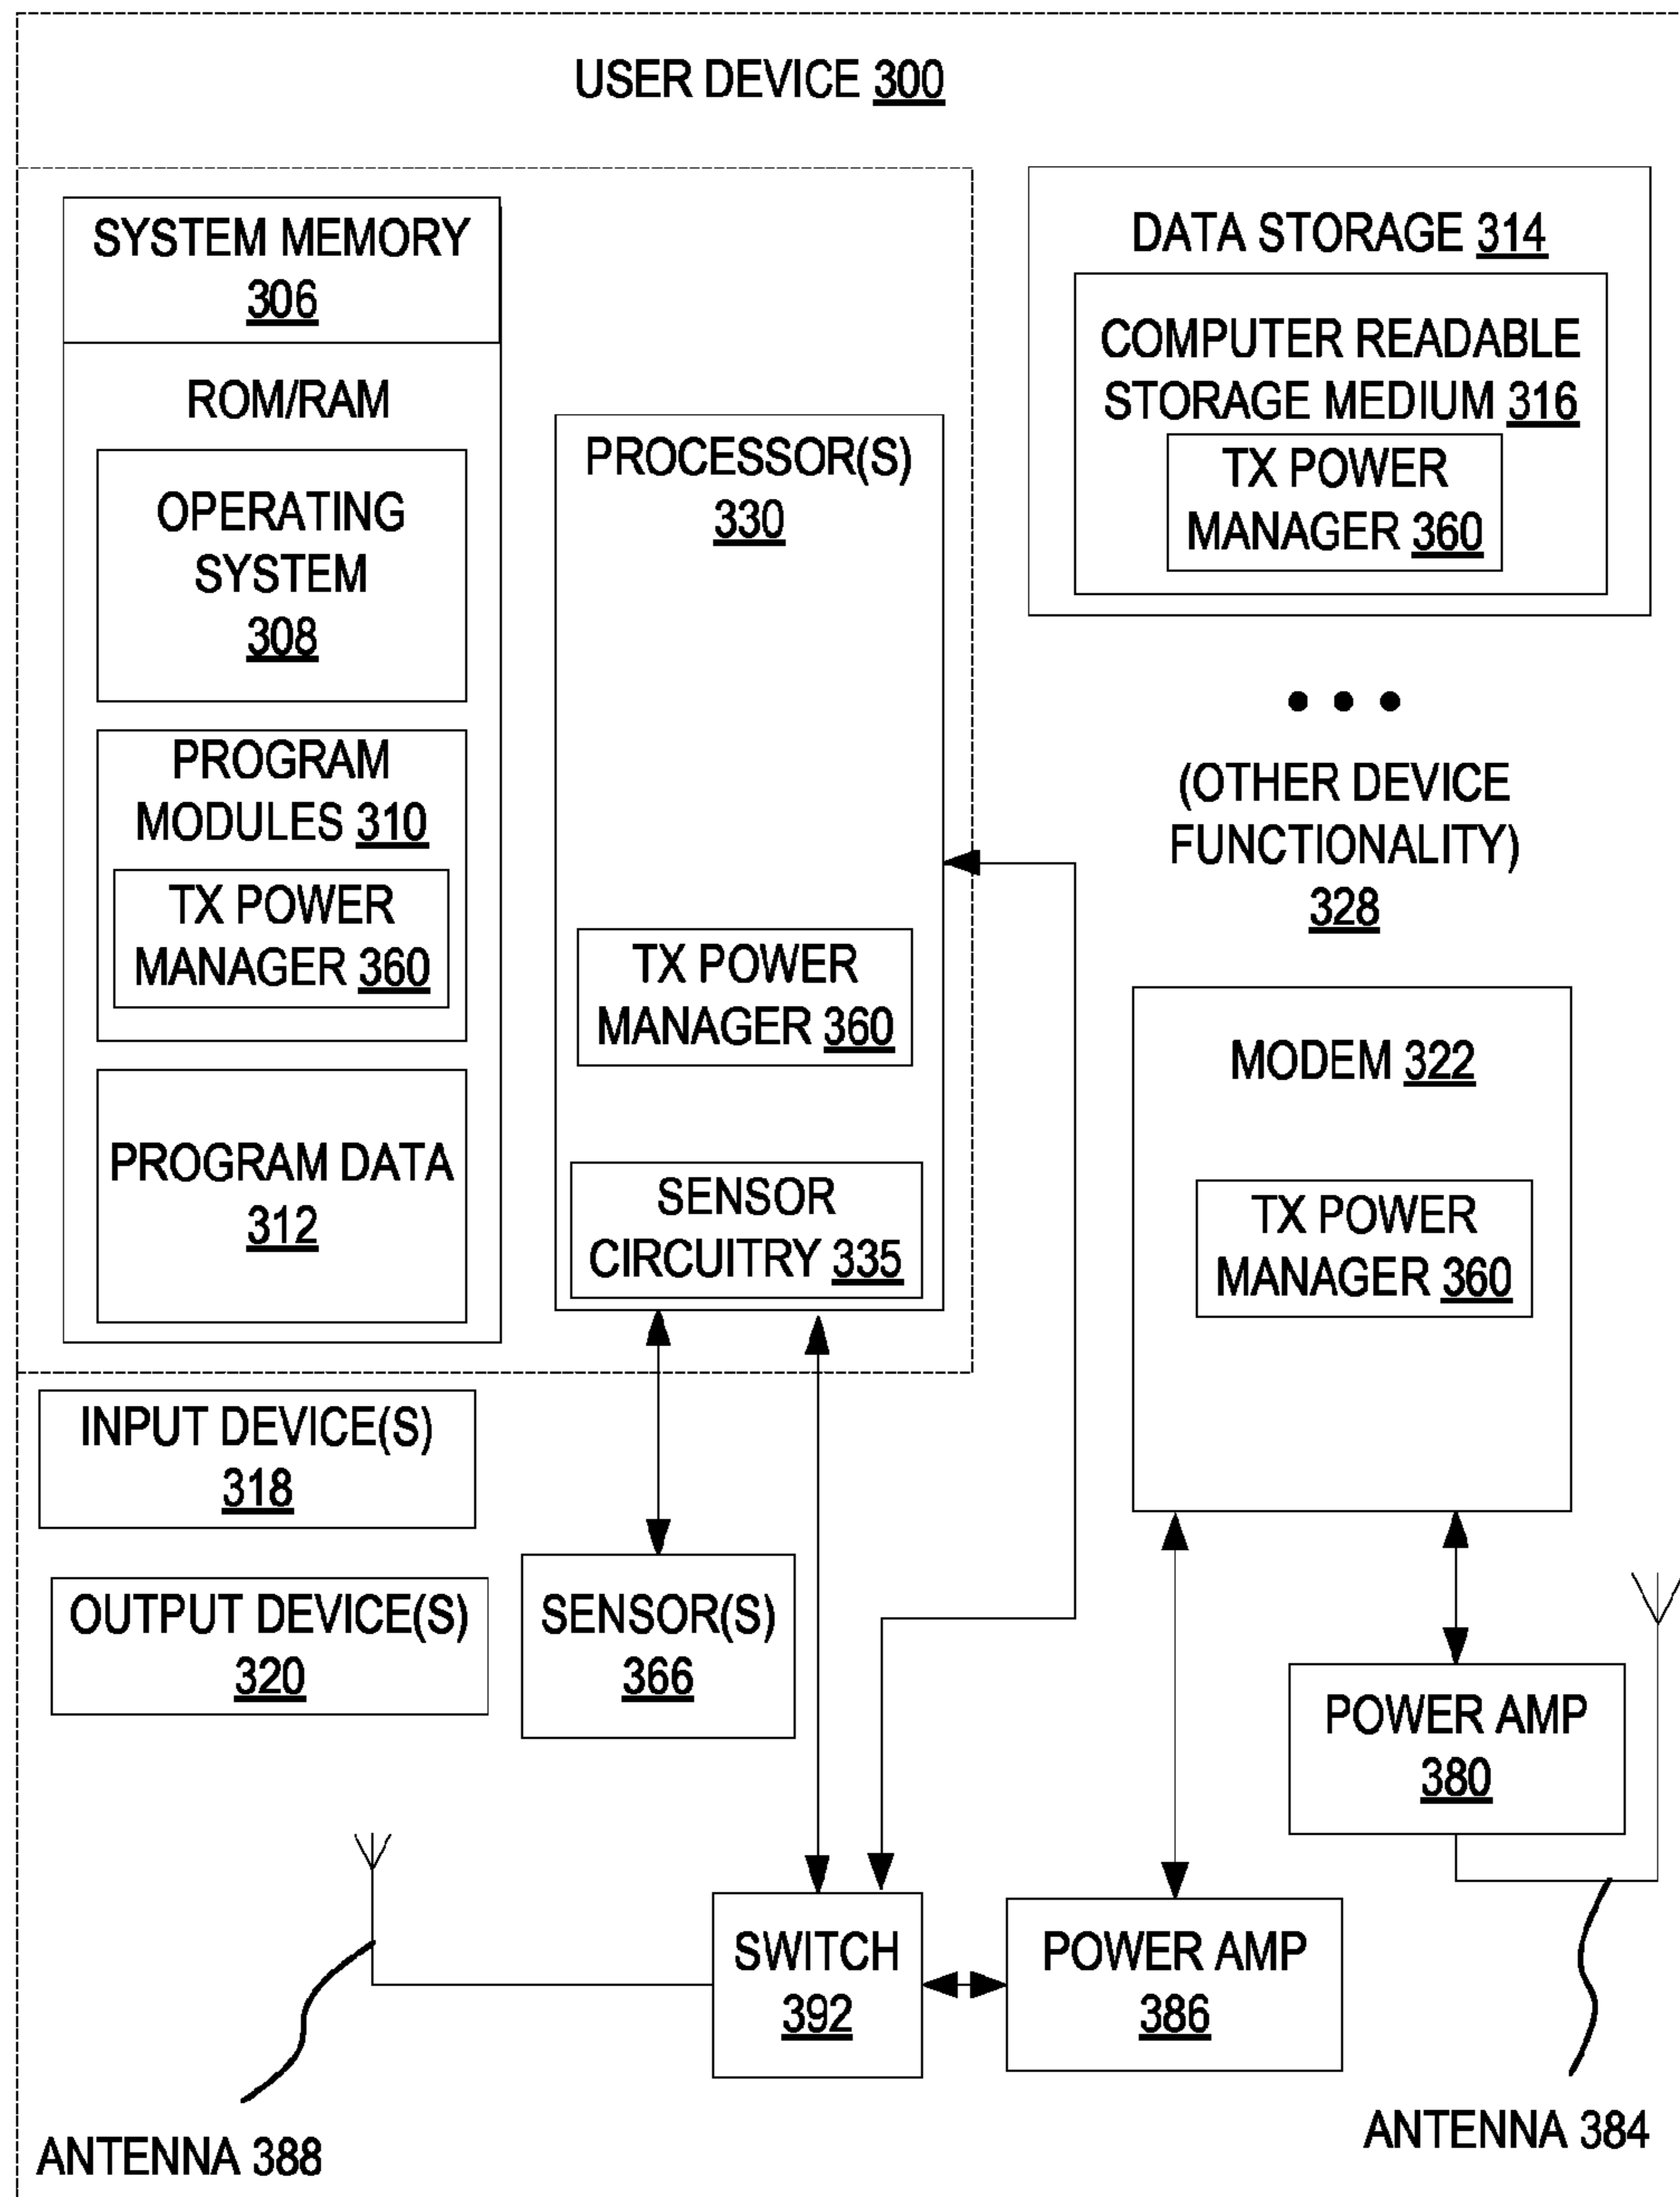 USER DEVICE 300
SYSTEM MEMORY
306
ROM/RAM
OPERATING
SYSTEM
308
PROGRAM
MODULES 310
TX POWER
MANAGER 360
PROGRAM DATA
312
PROCESSOR(S)
330
TX POWER
MANAGER 360
SENSOR
CIRCUITRY 335
DATA STORAGE 314
COMPUTER READABLE
STORAGE MEDIUM 316
TX POWER
MANAGER 360
(OTHER DEVICE
FUNCTIONALITY)
328
MODEM 322
TX POWER
MANAGER 360
INPUT DEVICE(S)
318
OUTPUT DEVICE(S)
320
SENSOR(S)
366
POWER AMP
380
SWITCH
392
POWER AMP
386
ANTENNA 388
ANTENNA 384